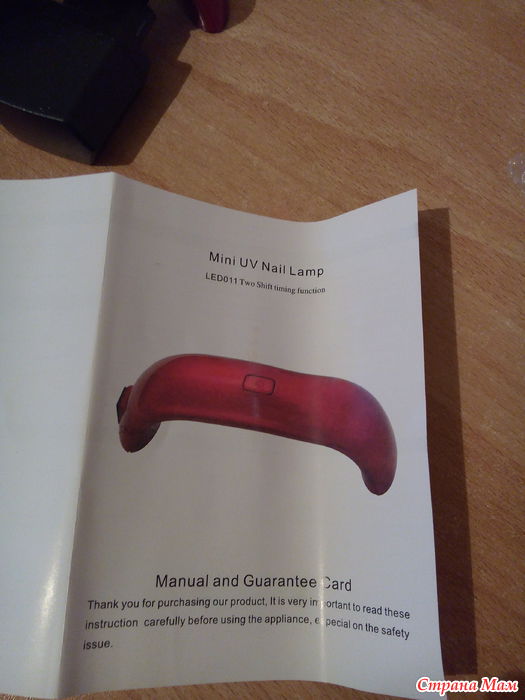 Mini UV Nail Lamp
LED011 Two Shift timing function
Manual and Guarantee Card
Thank you for purchasing our product, It is very important to read these
instruction carefully before using the appliance, especial on the safety
issue.
Страна Мам